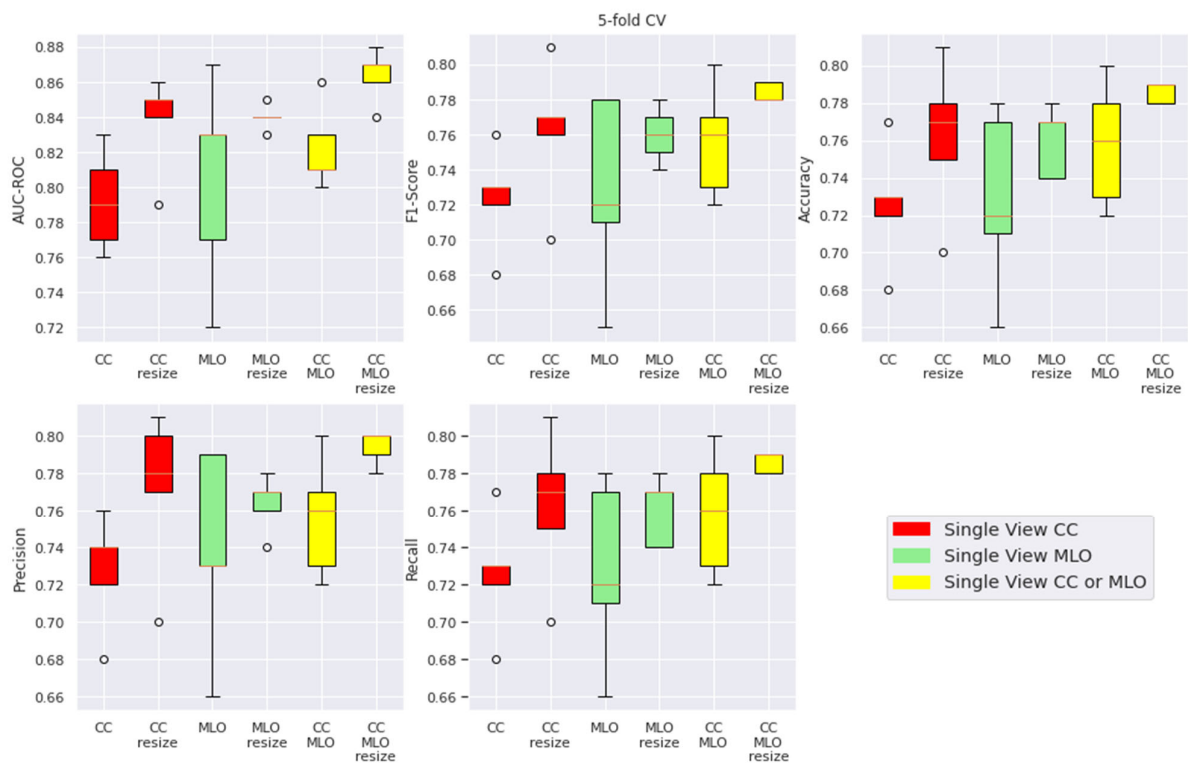 5-fold CV
AUC-ROC
0.88
0.86
0.84
0.82
0.80
0.78
0.76
0.74
0.72
CC
CC
resize
MLO
MLO
resize
CC
MLO
CC
MLO
resize
F1-Score
0.80
0.78
0.76
0.74
0.72
0.70
0.68
0.66
CC
CC
resize
MLO
MLO
resize
CC
MLO
CC
MLO
resize
Accuracy
0.80
0.78
0.76
0.74
0.72
0.70
0.68
0.66
CC
CC
resize
MLO
MLO
resize
CC
MLO
CC
MLO
resize
Precision
0.80
0.78
0.76
0.74
0.72
0.70
0.68
0.66
CC
CC
resize
MLO
MLO
resize
CC
MLO
CC
MLO
resize
Recall
0.80
0.78
0.76
0.74
0.72
0.70
0.68
0.66
CC
CC
resize
MLO
MLO
resize
CC
MLO
CC
MLO
resize
Single View CC
Single View MLO
Single View CC or MLO